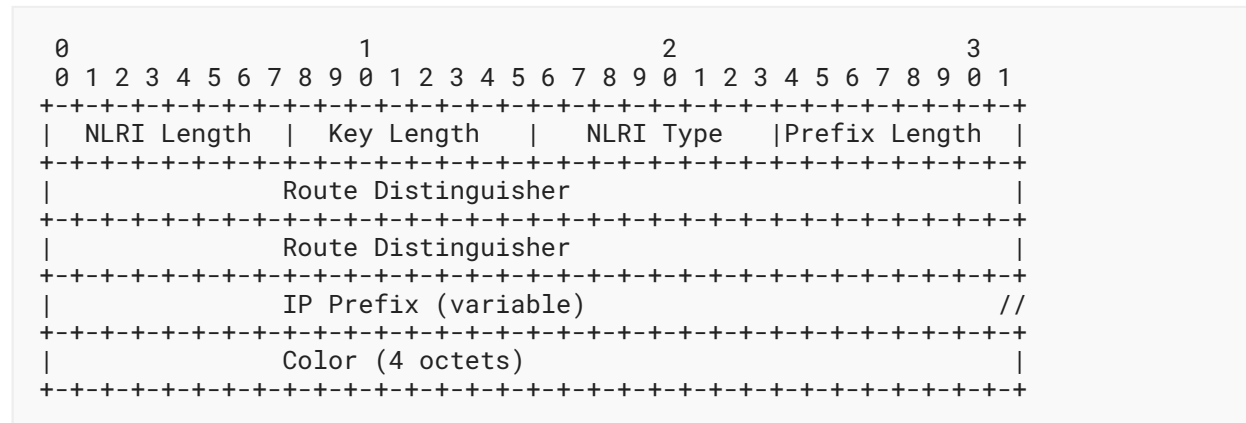 0                   1                   2                   3
 0 1 2 3 4 5 6 7 8 9 0 1 2 3 4 5 6 7 8 9 0 1 2 3 4 5 6 7 8 9 0 1
+-+-+-+-+-+-+-+-+-+-+-+-+-+-+-+-+-+-+-+-+-+-+-+-+-+-+-+-+-+-+-+-+
|  NLRI Length  |  Key Length   |   NLRI Type   |Prefix Length  |
+-+-+-+-+-+-+-+-+-+-+-+-+-+-+-+-+-+-+-+-+-+-+-+-+-+-+-+-+-+-+-+-+
|               Route Distinguisher                             |
+-+-+-+-+-+-+-+-+-+-+-+-+-+-+-+-+-+-+-+-+-+-+-+-+-+-+-+-+-+-+-+-+
|               Route Distinguisher                             |
+-+-+-+-+-+-+-+-+-+-+-+-+-+-+-+-+-+-+-+-+-+-+-+-+-+-+-+-+-+-+-+-+
|               IP Prefix (variable)                           //
+-+-+-+-+-+-+-+-+-+-+-+-+-+-+-+-+-+-+-+-+-+-+-+-+-+-+-+-+-+-+-+-+
|               Color (4 octets)                                |
+-+-+-+-+-+-+-+-+-+-+-+-+-+-+-+-+-+-+-+-+-+-+-+-+-+-+-+-+-+-+-+-+